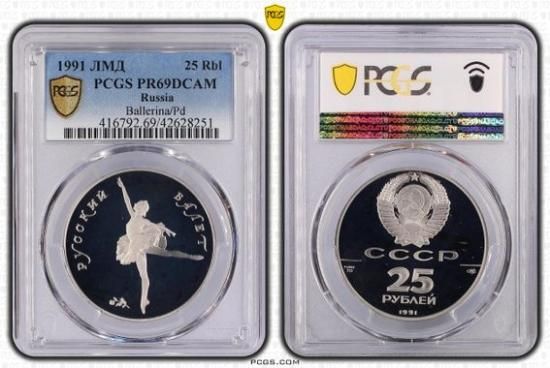 PCGS
1991 ЛМД 25 Rbl
PCGS PR69DCAM
Russia
Ballerina/Pd
416792.69/42628251
PCGS
РУССКИЙ БАЛЕТ
PCGS
СССР
25
РУБЛЕЙ
1991
PCGS.COM